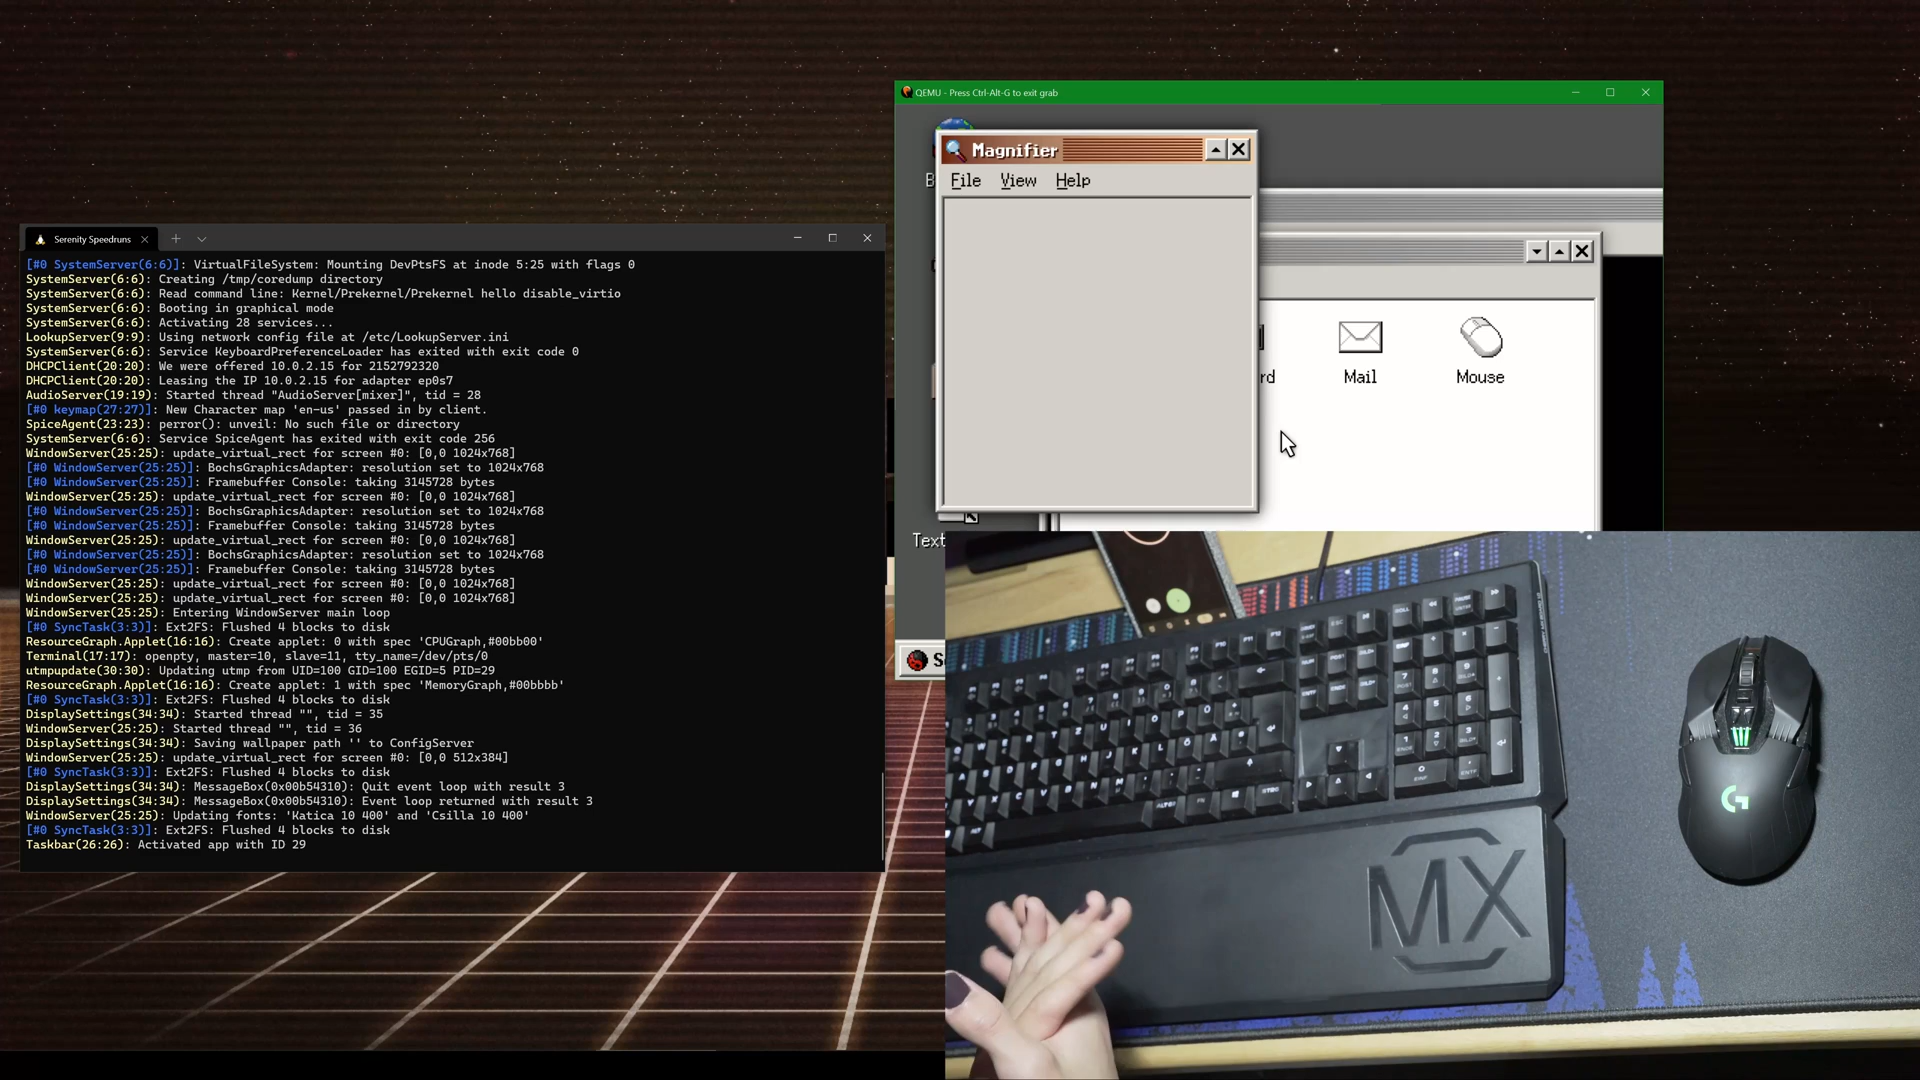 QEMU - Press Ctrl-Alt-G to exit grab
Magnifier
File View Help
rd
Mail
Mouse
Text
Serenity Speedruns
[#0 SystemServer(6:6)]: VirtualFileSystem: Mounting DevPtsFS at inode 5:25 with flags 0
SystemServer(6:6): Creating /tmp/coredump directory
SystemServer(6:6): Read command line: Kernel/Prekernel/Prekernel hello disable_virtio
SystemServer(6:6): Booting in graphical mode
SystemServer(6:6): Activating 28 services...
LookupServer(9:9): Using network config file at /etc/LookupServer.ini
SystemServer(6:6): Service KeyboardPreferenceLoader has exited with exit code 0
DHCPClient(20:20): We were offered 10.0.2.15 for 2152792320
DHCPClient(20:20): Leasing the IP 10.0.2.15 for adapter ep0s7
AudioServer(19:19): Started thread "AudioServer[mixer]", tid = 28
[#0 keymap(27:27)]: New Character map 'en-us' passed in by client.
SpiceAgent(23:23): perror(): unveil: No such file or directory
SystemServer(6:6): Service SpiceAgent has exited with exit code 256
WindowServer(25:25): update_virtual_rect for screen #0: [0,0 1024x768]
[#0 WindowServer(25:25)]: BochsGraphicsAdapter: resolution set to 1024x768
[#0 WindowServer(25:25)]: Framebuffer Console: taking 3145728 bytes
WindowServer(25:25): update_virtual_rect for screen #0: [0,0 1024x768]
[#0 WindowServer(25:25)]: BochsGraphicsAdapter: resolution set to 1024x768
[#0 WindowServer(25:25)]: Framebuffer Console: taking 3145728 bytes
WindowServer(25:25): update_virtual_rect for screen #0: [0,0 1024x768]
[#0 WindowServer(25:25)]: BochsGraphicsAdapter: resolution set to 1024x768
[#0 WindowServer(25:25)]: Framebuffer Console: taking 3145728 bytes
WindowServer(25:25): update_virtual_rect for screen #0: [0,0 1024x768]
WindowServer(25:25): update_virtual_rect for screen #0: [0,0 1024x768]
WindowServer(25:25): Entering WindowServer main loop
[#0 SyncTask(3:3)]: Ext2FS: Flushed 4 blocks to disk
ResourceGraph.Applet(16:16): Create applet: 0 with spec 'CPUGraph,#00bb00'
Terminal(17:17): openpty, master=10, slave=11, tty_name=/dev/pts/0
utmpupdate(30:30): Updating utmp from UID=100 GID=100 EGID=5 PID=29
ResourceGraph.Applet(16:16): Create applet: 1 with spec 'MemoryGraph,#00bbbb'
[#0 SyncTask(3:3)]: Ext2FS: Flushed 4 blocks to disk
DisplaySettings(34:34): Started thread "", tid = 35
WindowServer(25:25): Started thread "", tid = 36
DisplaySettings(34:34): Saving wallpaper path '' to ConfigServer
WindowServer(25:25): update_virtual_rect for screen #0: [0,0 512x384]
[#0 SyncTask(3:3)]: Ext2FS: Flushed 4 blocks to disk
DisplaySettings(34:34): MessageBox(0x00b54310): Quit event loop with result 3
DisplaySettings(34:34): MessageBox(0x00b54310): Event loop returned with result 3
WindowServer(25:25): Updating fonts: 'Katica 10 400' and 'Csilla 10 400'
[#0 SyncTask(3:3)]: Ext2FS: Flushed 4 blocks to disk
Taskbar(26:26): Activated app with ID 29
MX